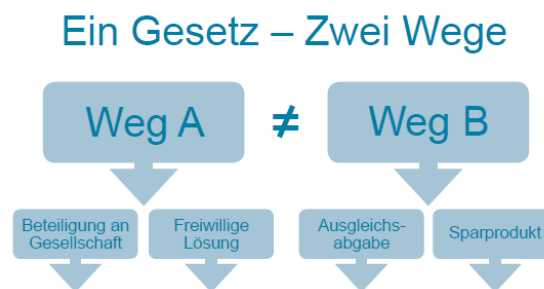 Ein Gesetz – Zwei Wege
Weg A ≠ Weg B
Beteiligung an
Gesellschaft
Freiwillige
Lösung
Ausgleichs-
abgabe
Sparprodukt